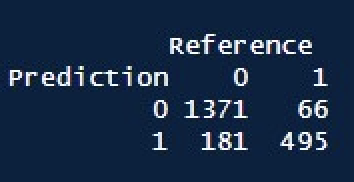 Reference
Prediction 0 1
0 1371 66
1 181 495